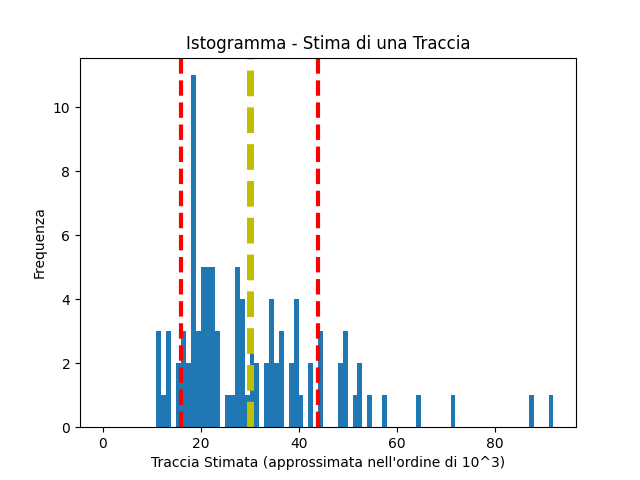 Istogramma - Stima di una Traccia
Frequenza
10
8
6
4
2
0
0 20 40 60 80
Traccia Stimata (approssimata nell'ordine di 10^3)